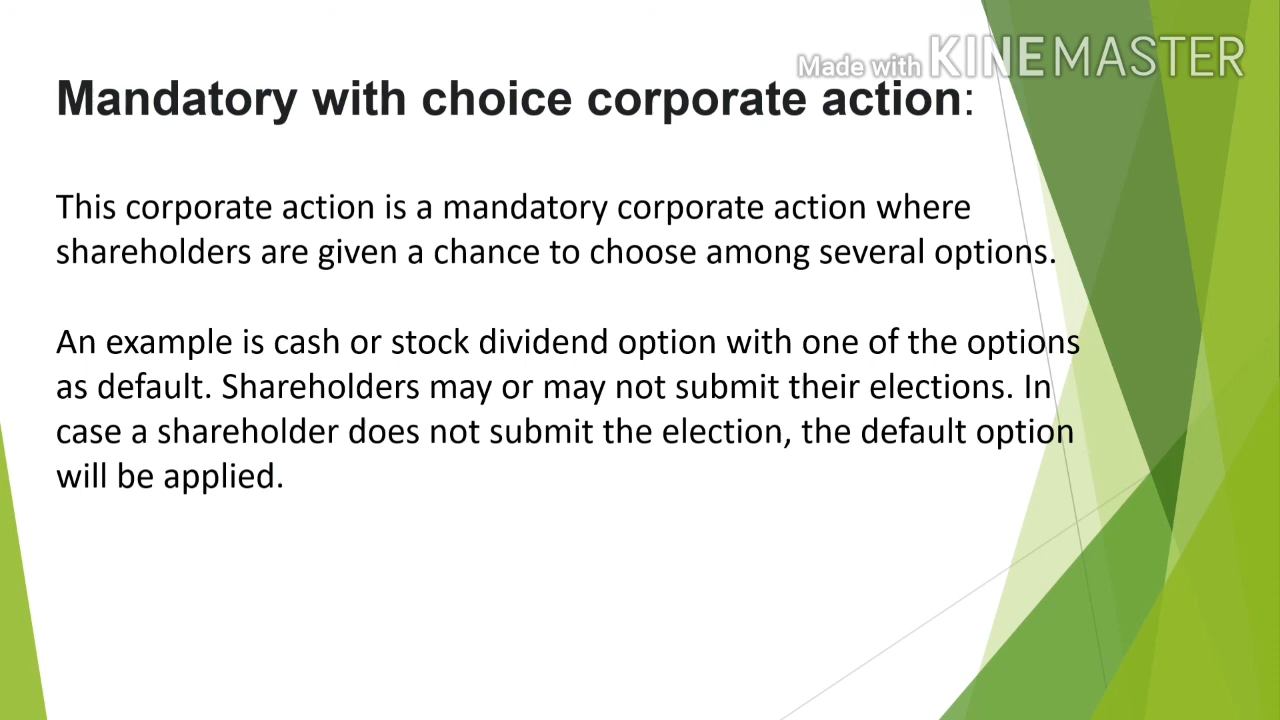 Made with KINEMASTER
Mandatory with choice corporate action:
This corporate action is a mandatory corporate action where
shareholders are given a chance to choose among several options.
An example is cash or stock dividend option with one of the options
as default. Shareholders may or may not submit their elections. In
case a shareholder does not submit the election, the default option
will be applied.